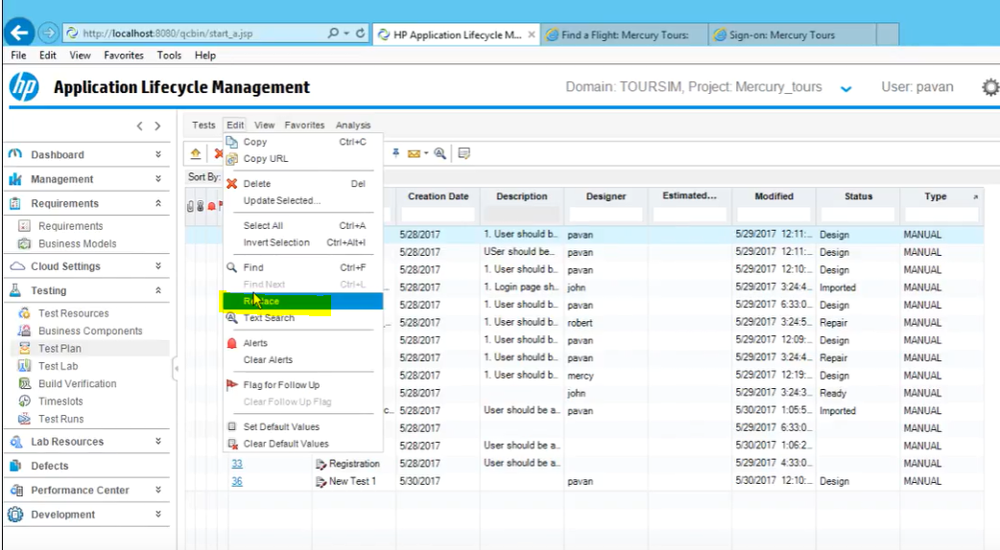 http://localhost:8080/qcbin/start_a.jsp
HP Application Lifecycle M...
Find a Flight: Mercury Tours:
Sign-on: Mercury Tours
File Edit View Favorites Tools Help
hp
Application Lifecycle Management
Domain: TOURSIM, Project: Mercury_tours
User: pavan
Dashboard
Management
Requirements
Requirements
Business Models
Cloud Settings
Testing
Test Resources
Business Components
Test Plan
Test Lab
Build Verification
Timeslots
Test Runs
Lab Resources
Defects
Performance Center
Development
Tests Edit View Favorites Analysis
Copy Ctrl+C
Copy URL
Delete Del
Update Selected...
Select All Ctrl+A
Invert Selection Ctrl+Alt+I
Find Ctrl+F
Find Next Ctrl+L
Text Search
Alerts
Clear Alerts
Flag for Follow Up
Clear Follow Up Flag
Set Default Values
Clear Default Values
Sort By:
Creation Date Description Designer Estimated... Modified Status Type
5/28/2017 1. User should b.. pavan 5/29/2017 12:11:... Design MANUAL
5/28/2017 USer should be... pavan 5/29/2017 12:11:... Design MANUAL
5/28/2017 1. User should b.. pavan 5/29/2017 12:10:... Design MANUAL
5/28/2017 1. Login page sh.. john 5/29/2017 3:24:4... Imported MANUAL
5/28/2017 1. User should b.. pavan 5/29/2017 6:33:0... Design MANUAL
5/28/2017 1. User should b.. robert 5/29/2017 3:24:5... Repair MANUAL
5/28/2017 1. User should b.. pavan 5/29/2017 12:09:... Design MANUAL
5/28/2017 1. User should b.. pavan 5/29/2017 3:24:4... Repair MANUAL
5/28/2017 1. User should b.. mercy 5/29/2017 12:19:... Design MANUAL
5/28/2017 john 5/29/2017 3:24:3... Ready MANUAL
5/28/2017 User should be a.. pavan 5/30/2017 1:05:5... Imported MANUAL
5/28/2017 5/29/2017 6:33:0... MANUAL
5/28/2017 User should be a.. 5/30/2017 1:06:2... MANUAL
33 Registration 5/28/2017 User should be a.. 5/29/2017 4:33:0... MANUAL
36 New Test 1 5/30/2017 pavan 5/30/2017 12:10:... Design MANUAL